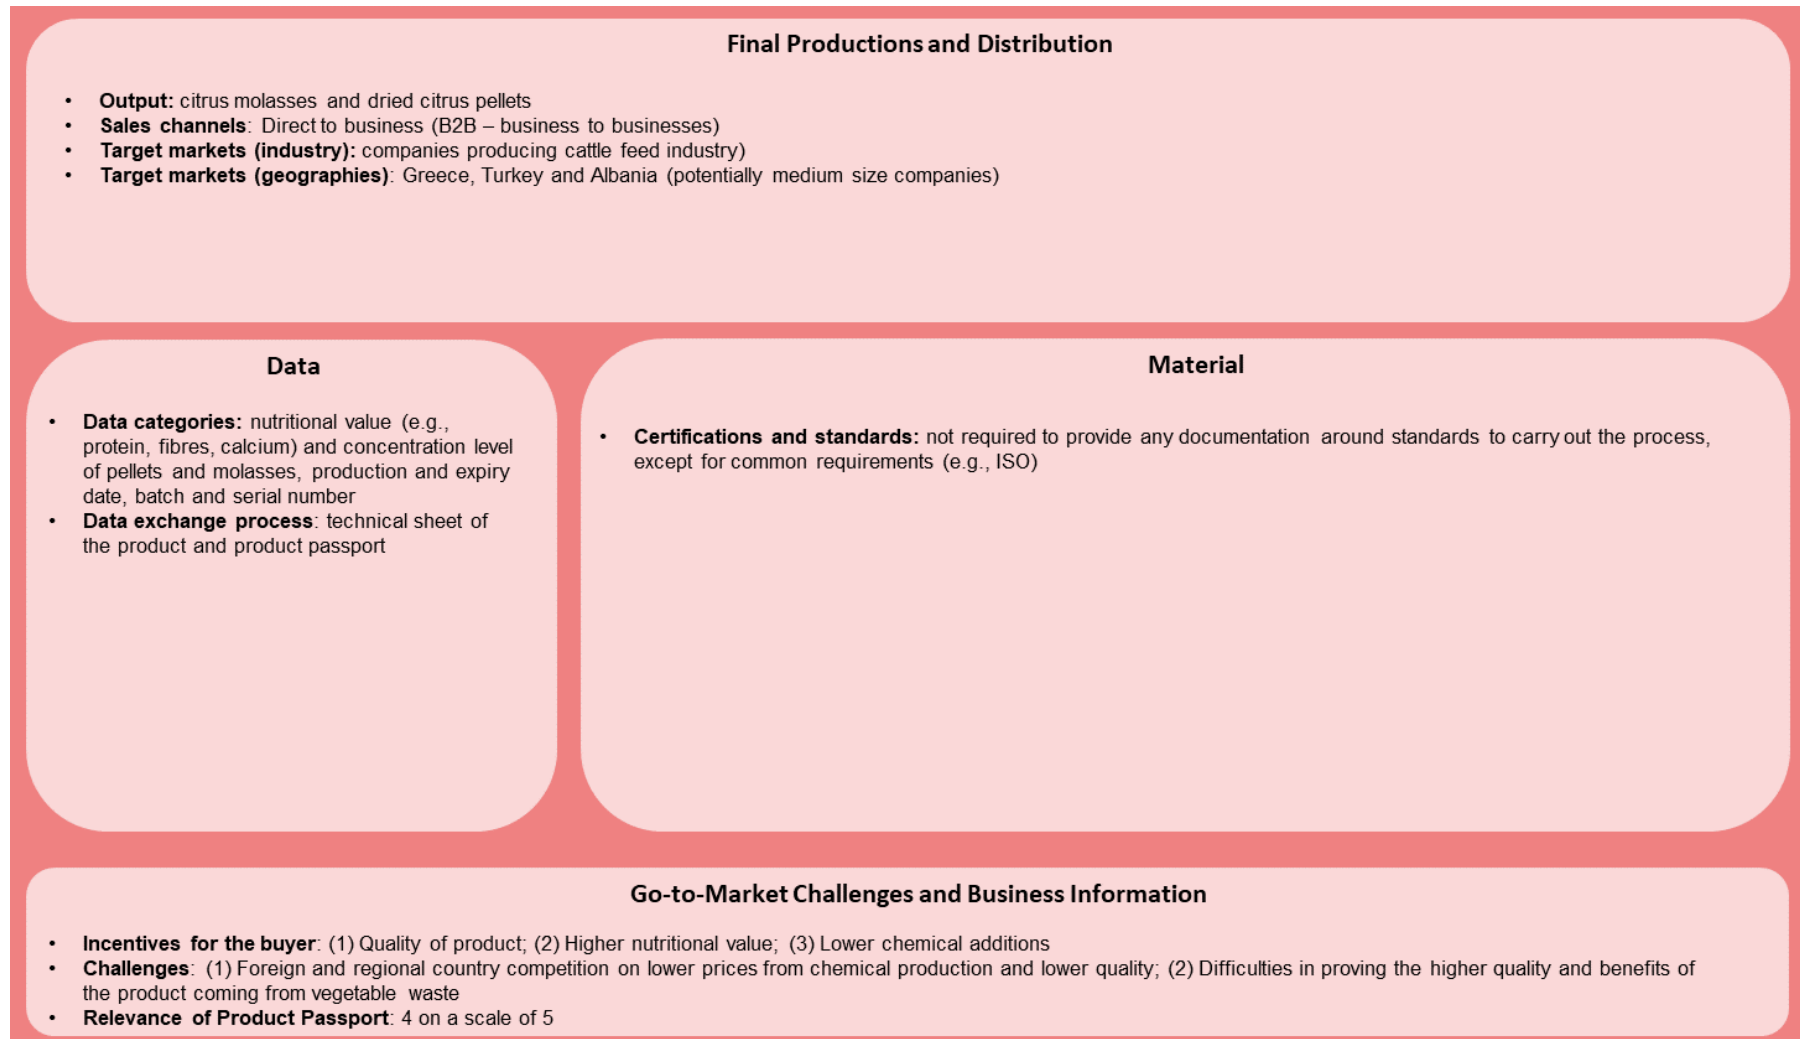 Final Productions and Distribution
• Output: citrus molasses and dried citrus pellets
• Sales channels: Direct to business (B2B – business to businesses)
• Target markets (industry): companies producing cattle feed industry)
• Target markets (geographies): Greece, Turkey and Albania (potentially medium size companies)
Data
• Data categories: nutritional value (e.g.,
protein, fibres, calcium) and concentration level
of pellets and molasses, production and expiry
date, batch and serial number
• Data exchange process: technical sheet of
the product and product passport
Material
• Certifications and standards: not required to provide any documentation around standards to carry out the process,
except for common requirements (e.g., ISO)
Go-to-Market Challenges and Business Information
• Incentives for the buyer: (1) Quality of product; (2) Higher nutritional value; (3) Lower chemical additions
• Challenges: (1) Foreign and regional country competition on lower prices from chemical production and lower quality; (2) Difficulties in proving the higher quality and benefits of
the product coming from vegetable waste
• Relevance of Product Passport: 4 on a scale of 5